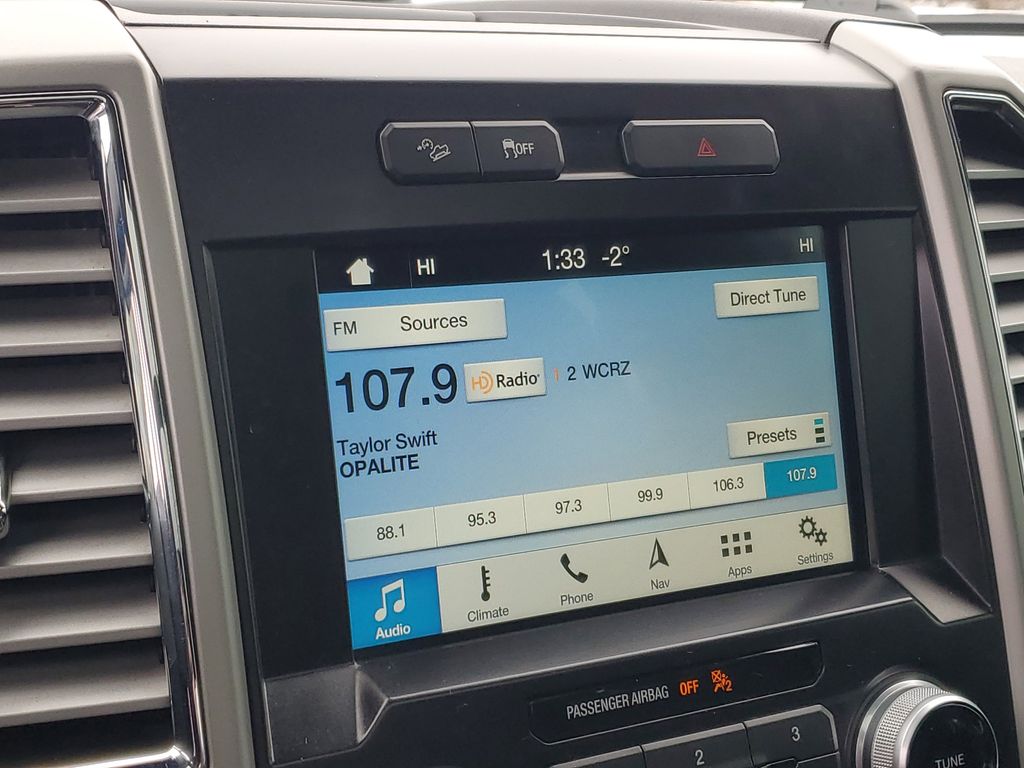 OFF
HI 1:33 -2° HI
FM Sources Direct Tune
107.9 HD Radio 1 2 WCRZ
Taylor Swift
OPALITE
Presets
88.1 95.3 97.3 99.9 106.3 107.9
Audio Climate Phone Nav Apps Settings
PASSENGER AIRBAG OFF 2
2 3
TUNE